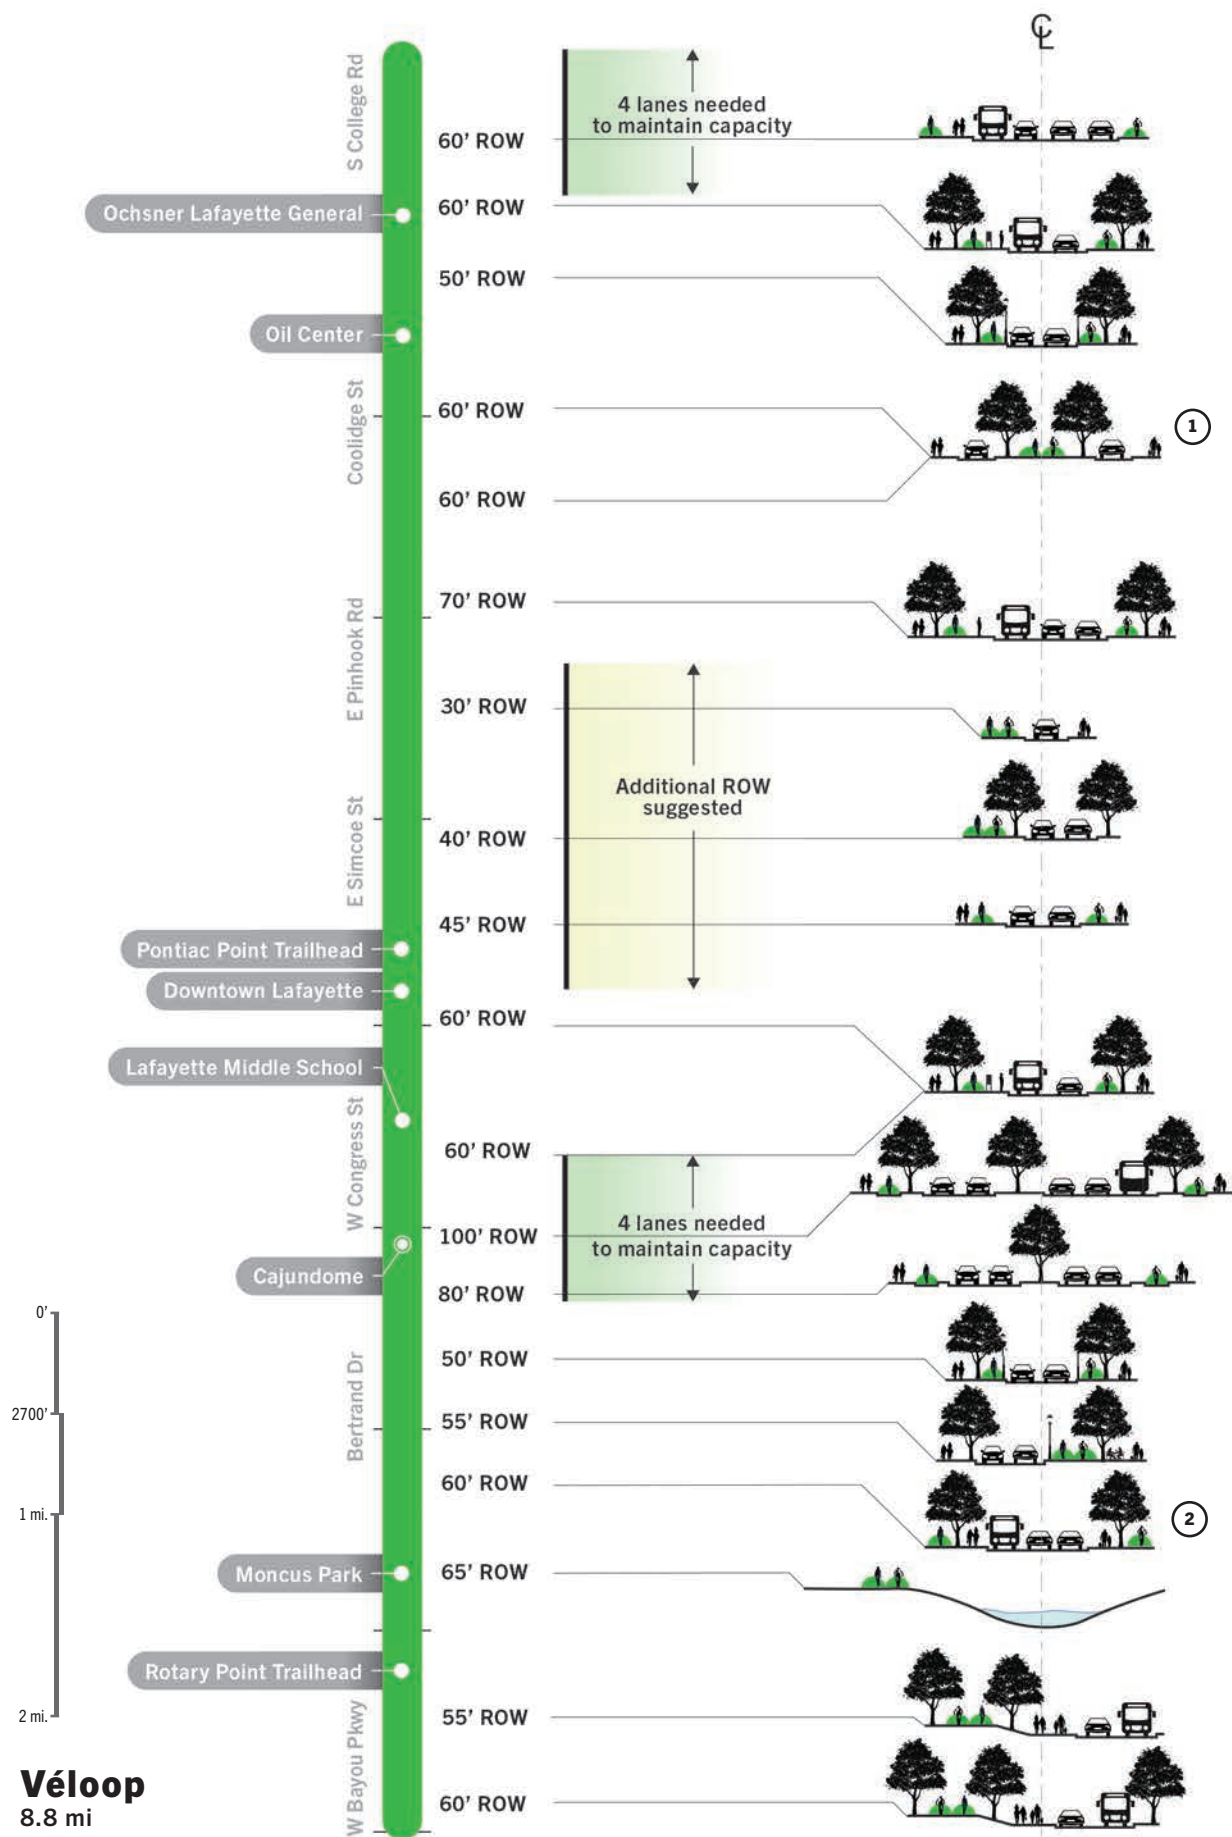 CL
S College Rd
4 lanes needed
to maintain capacity
60' ROW
Ochsner Lafayette General
60' ROW
50' ROW
Oil Center
Coolidge St
60' ROW
1
60' ROW
E Pinhook Rd
70' ROW
30' ROW
Additional ROW
suggested
E Simcoe St
40' ROW
45' ROW
Pontiac Point Trailhead
Downtown Lafayette
60' ROW
Lafayette Middle School
W Congress St
60' ROW
4 lanes needed
to maintain capacity
100' ROW
Cajundome
80' ROW
0'
Bertrand Dr
50' ROW
2700'
55' ROW
60' ROW
1 mi.
2
Moncus Park
65' ROW
Rotary Point Trailhead
2 mi.
W Bayou Pkwy
55' ROW
Véloop
8.8 mi
60' ROW